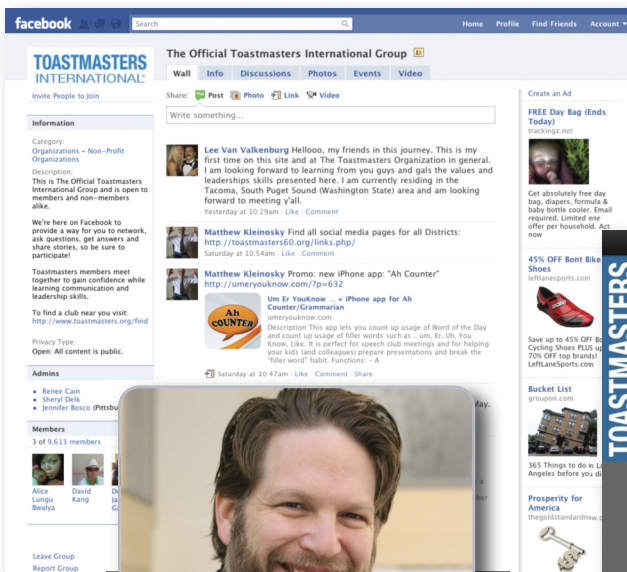 facebook
Search
Home Profile Find Friends Account
TOASTMASTERS
INTERNATIONAL
Invite People to Join
Information
Category:
Organizations - Non-Profit
Organizations
Description:
This is The Official Toastmasters
International Group and is open to
members and non-members
alike.
We're here on Facebook to
provide a way for you to network,
ask questions, get answers and
share stories, so be sure to
participate!
Toastmasters members meet
together to gain confidence while
learning communication and
leadership skills.
To find a club near you visit:
http://www.toastmasters.org/find
Privacy Type:
Open: All content is public.
Admins
• Renee Cain
• Sheryl Delk
• Jennifer Bosco (Pittsbu
Members
3 of 9,613 members
Alice
Lungu
Bwalya
David
Kang
Leave Group
Report Group
The Official Toastmasters International Group
Wall Info Discussions Photos Events Video
Share: Post Photo Link Video
Write something...
Lee Van Valkenburg Hellooo, my friends in this journey. This is my
first time on this site and at The Toastmasters Organization in general.
I am looking forward to learning from you guys and gals the values and
leaderships skills presented here. I am currently residing in the
Tacoma, South Puget Sound (Washington State) area and am looking
forward to meeting y'all.
Yesterday at 10:29am · Like · Comment
Matthew Kleinosky Find all social media pages for all Districts:
http://toastmasters60.org/links.php/
Saturday at 10:54am · Like · Comment
Matthew Kleinosky Promo: new iPhone app: "Ah Counter"
http://umeryouknow.com/?p=632
Ah
COUNTER
Um Er YouKnow ... » iPhone app for Ah
Counter/Grammarian
umeryouknow.com
Description This app lets you count up usage of Word of the Day
and count up usage of filler words such as .. um, Er, Uh, You
Know, Like. It is perfect for speech club meetings and for helping
your kids (and colleagues) prepare presentations and break the
"filler word" habit. Functions: - A
Saturday at 10:47am · Like · Comment · Share
May.
Create an Ad
FREE Day Bag (Ends
Today)
trackingz.net
Get absolutely free day
bag, diapers, formula &
baby bottle cooler. Email
required. Limited one
offer per household. Act
now
45% OFF Bont Bike
Shoes
leftlanesports.com
Save up to 45% OFF Bo
Cycling Shoes PLUS up
70% OFF top brands!
LeftLaneSports.com
Bucket List
groupon.com
365 Things to do in Lo
Angeles before you di
Prosperity for
America
thegoldstandardnow.o
TOASTMASTERS